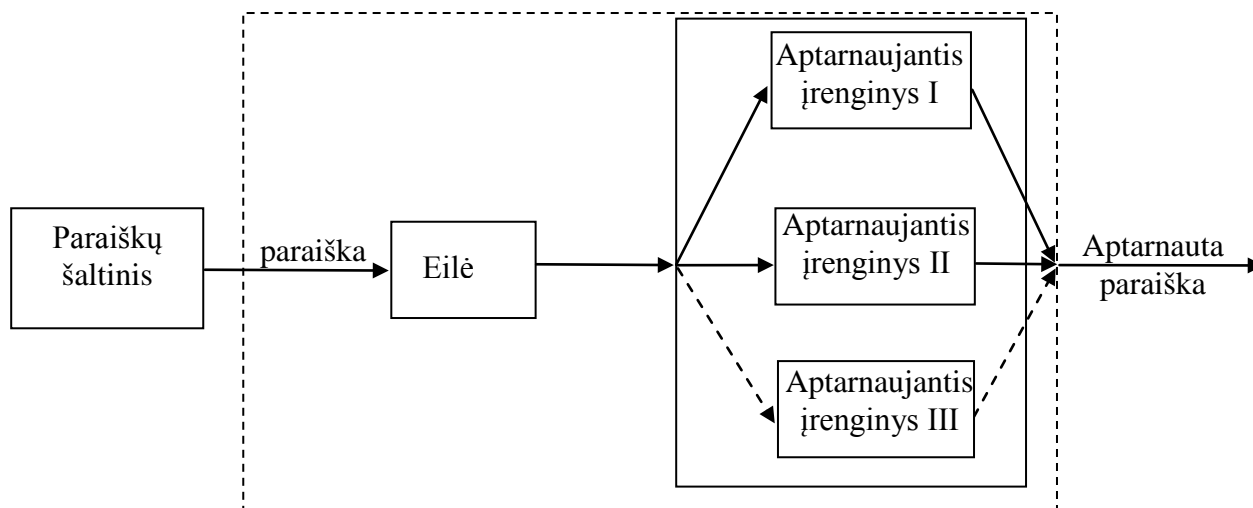 Paraiškų
šaltinis
paraiška
Eilė
Aptarnaujantis
įrenginys I
Aptarnaujantis
įrenginys II
Aptarnaujantis
įrenginys III
Aptarnauta
paraiška